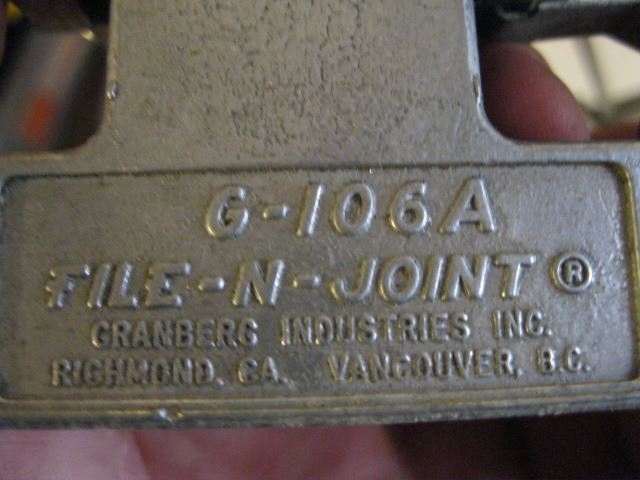 G-106A
FILE-N-JOINT ®
GRANBERG INDUSTRIES INC.
RICHMOND, CA. VANCOUVER, B.C.